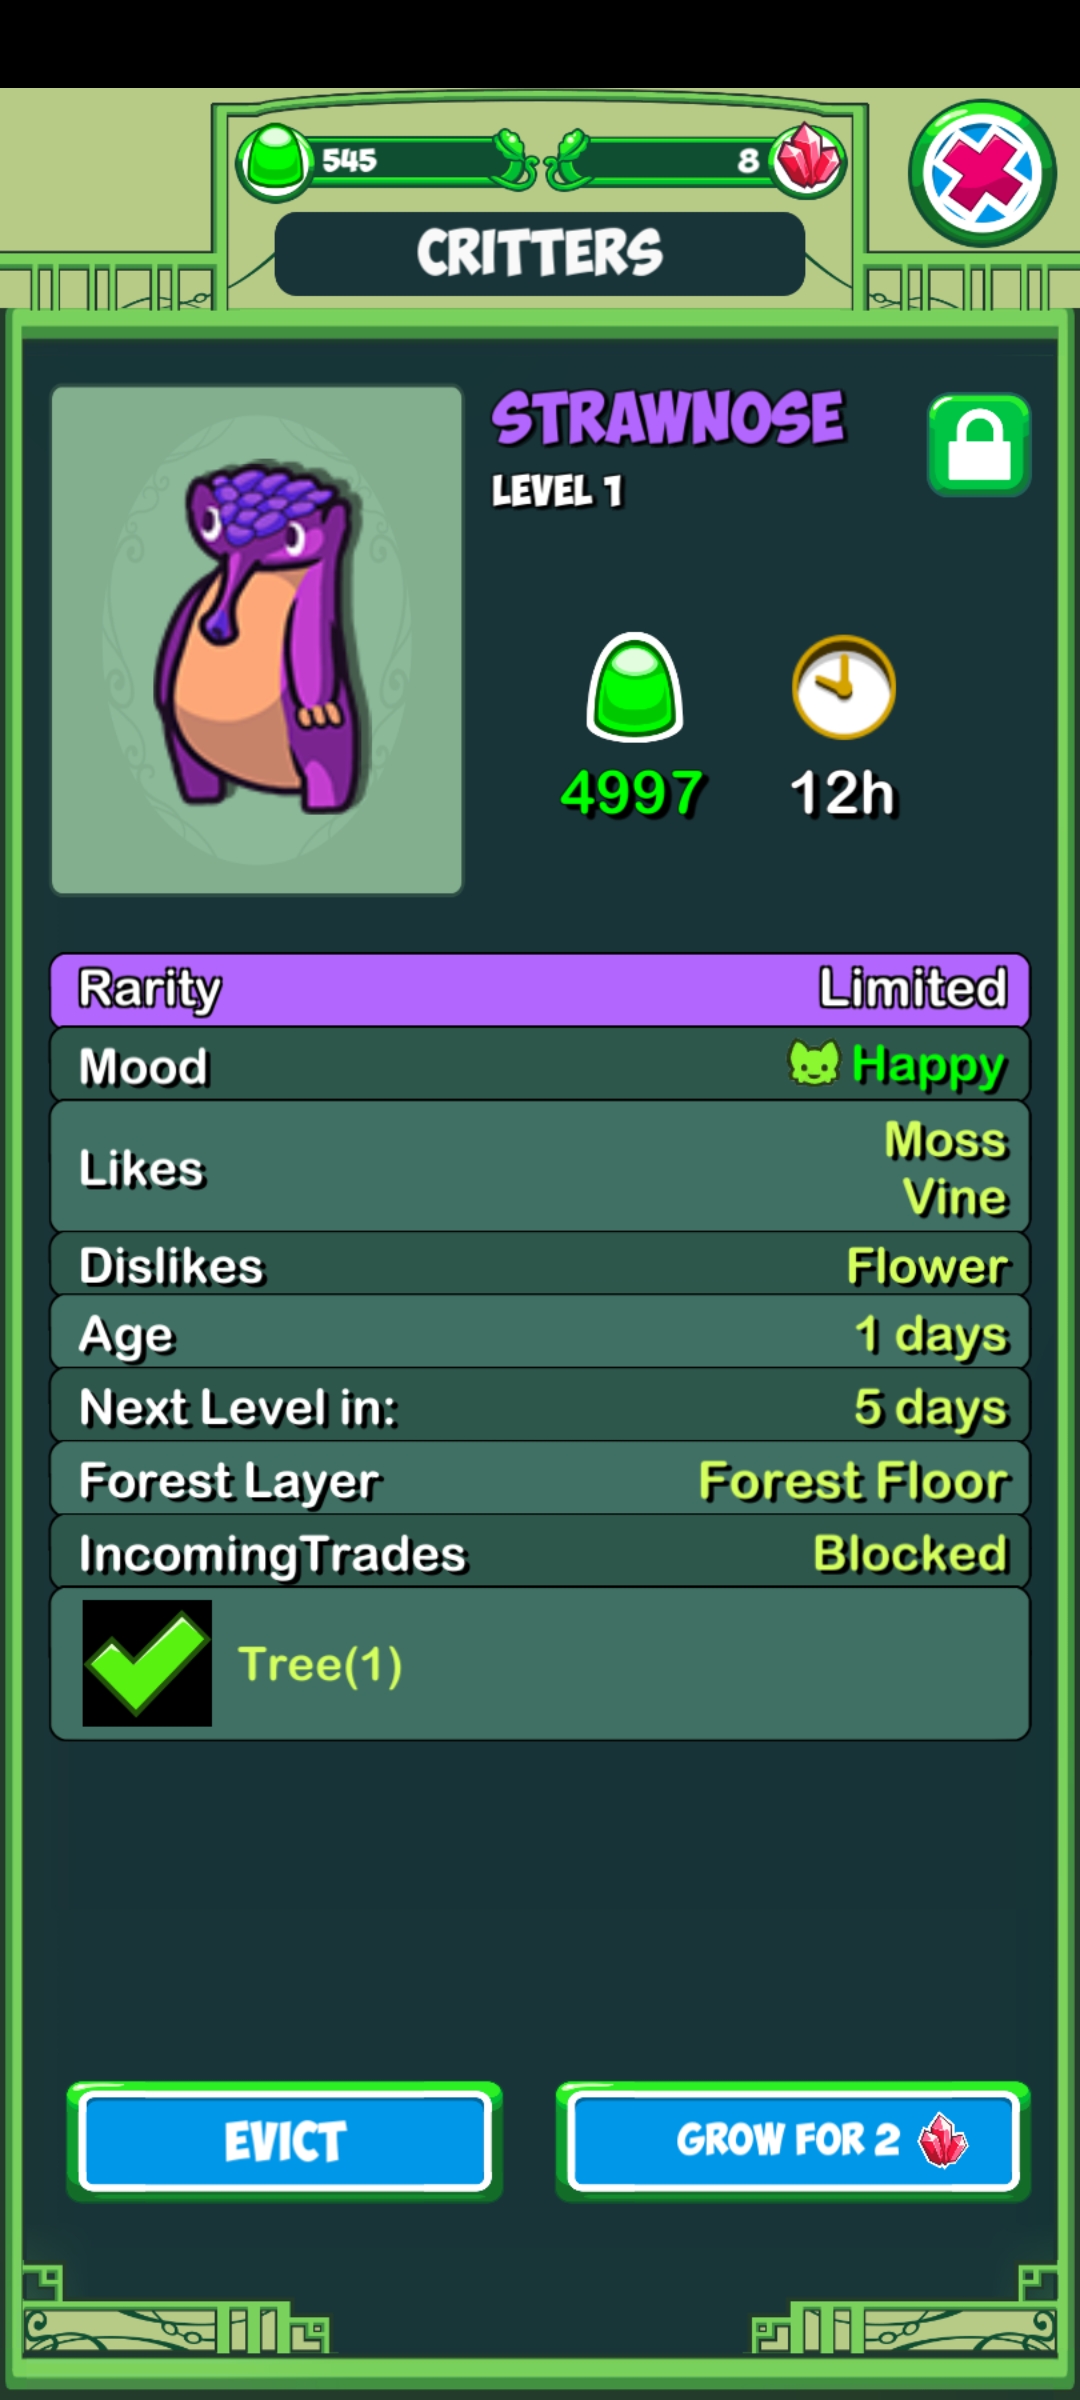 545
8
CRITTERS
STRAWNOSE
LEVEL 1
4997
12h
Rarity Limited
Mood Happy
Likes Moss
Vine
Dislikes Flower
Age 1 days
Next Level in: 5 days
Forest Layer Forest Floor
IncomingTrades Blocked
Tree(1)
EVICT
GROW FOR 2